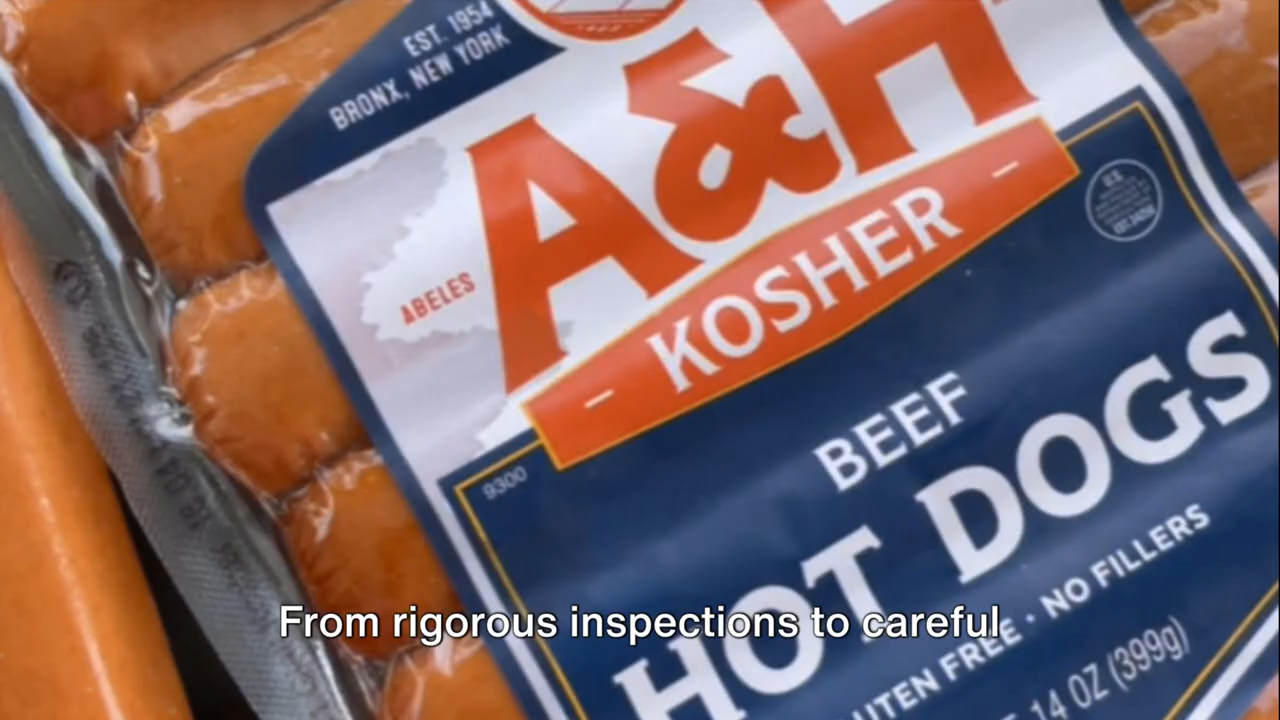 EST. 1954
BRONX, NEW YORK
A&H
ABELES
KOSHER
BEEF
HOT DOGS
9300
UTEN FREE • NO FILLERS
14 OZ (399g)
From rigorous inspections to careful